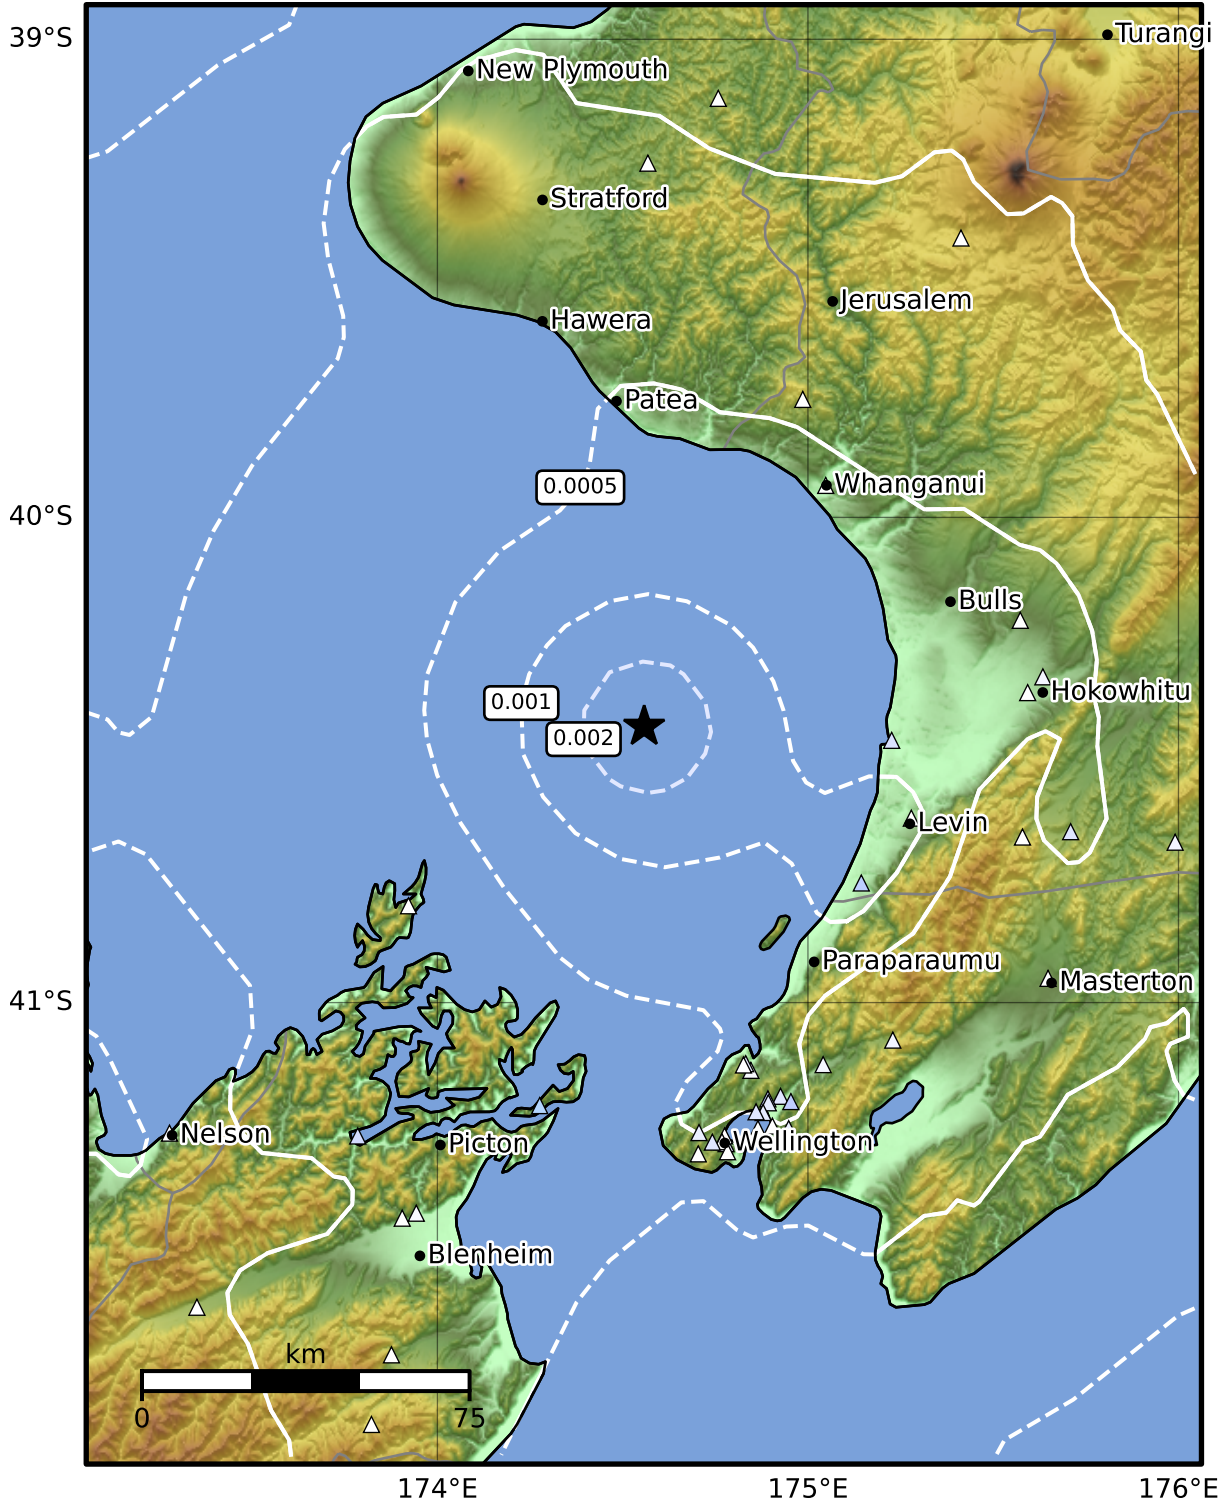 39°S
Turangi
New Plymouth
Stratford
Jerusalem
Hawera
Patea
0.0005
Whanganui
40°S
Bulls
0.001
Hokowhitu
0.002
Levin
Paraparaumu
Masterton
41°S
Nelson
Picton
Wellington
Blenheim
km
0 75
174°E 175°E 176°E